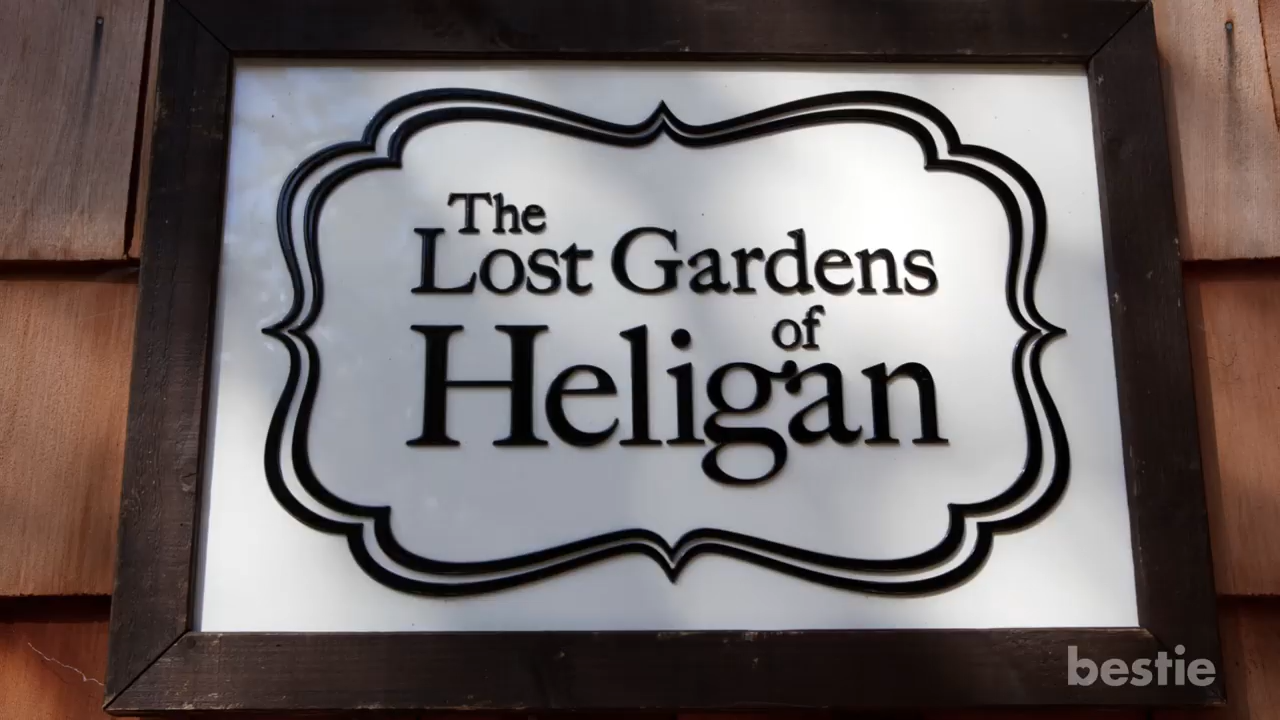 The
Lost Gardens
of
Heligan
bestie